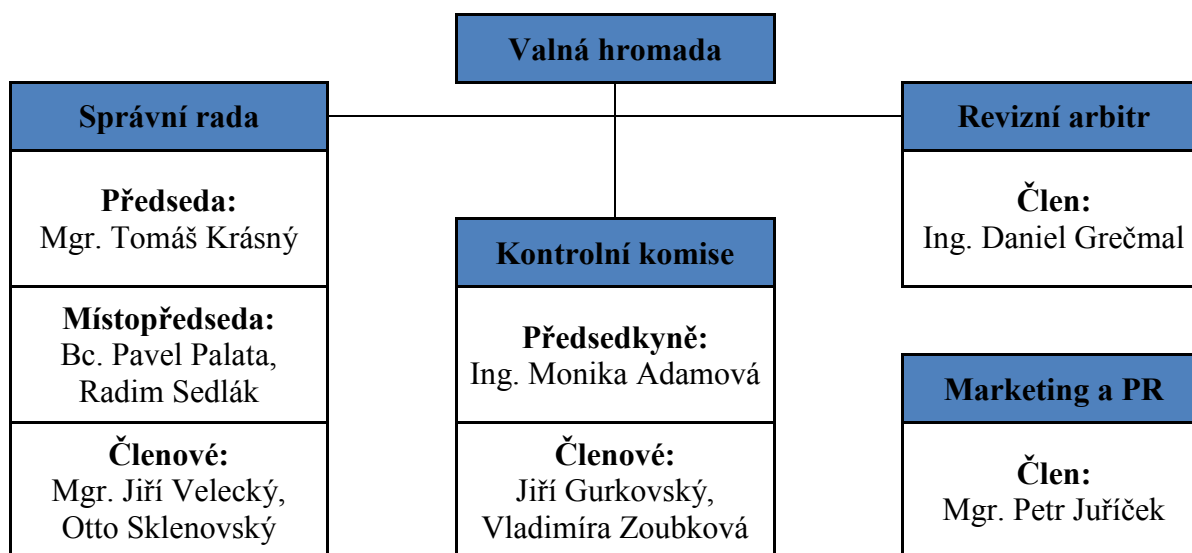 Valná hromada
Správní rada
Předseda:
Mgr. Tomáš Krásný
Místopředseda:
Bc. Pavel Palata,
Radim Sedlák
Členové:
Mgr. Jiří Velecký,
Otto Sklenovský
Kontrolní komise
Předsedkyně:
Ing. Monika Adamová
Členové:
Jiří Gurkovský,
Vladimíra Zoubková
Revizní arbitr
Člen:
Ing. Daniel Grečmal
Marketing a PR
Člen:
Mgr. Petr Juříček